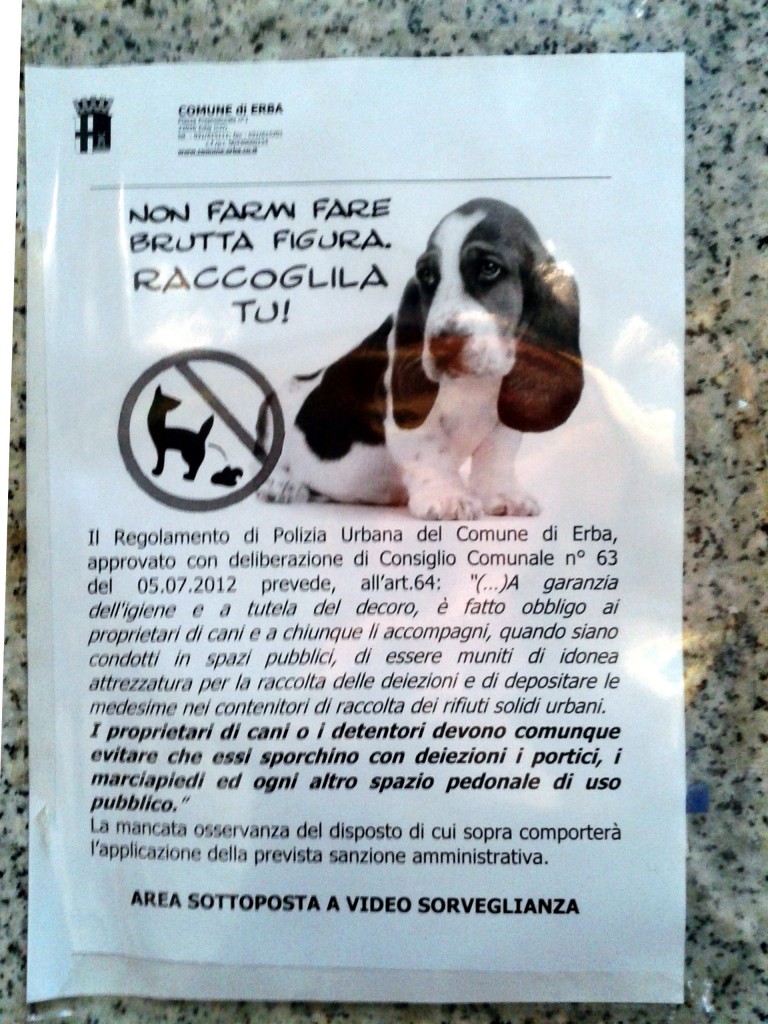 COMUNE di ERBA
NON FARMI FARE
BRUTTA FIGURA.
RACCOGLILA
TU!
Il Regolamento di Polizia Urbana del Comune di Erba,
approvato con deliberazione di Consiglio Comunale n° 63
del 05.07.2012 prevede, all'art.64: "(...)A garanzia
dell'igiene e a tutela del decoro, è fatto obbligo ai
proprietari di cani e a chiunque li accompagni, quando siano
condotti in spazi pubblici, di essere muniti di idonea
attrezzatura per la raccolta delle deiezioni e di depositare le
medesime nei contenitori di raccolta dei rifiuti solidi urbani.
I proprietari di cani o i detentori devono comunque
evitare che essi sporchino con deiezioni i portici, i
marciapiedi ed ogni altro spazio pedonale di uso
pubblico."
La mancata osservanza del disposto di cui sopra comporterà
l'applicazione della prevista sanzione amministrativa.
AREA SOTTOPOSTA A VIDEO SORVEGLIANZA